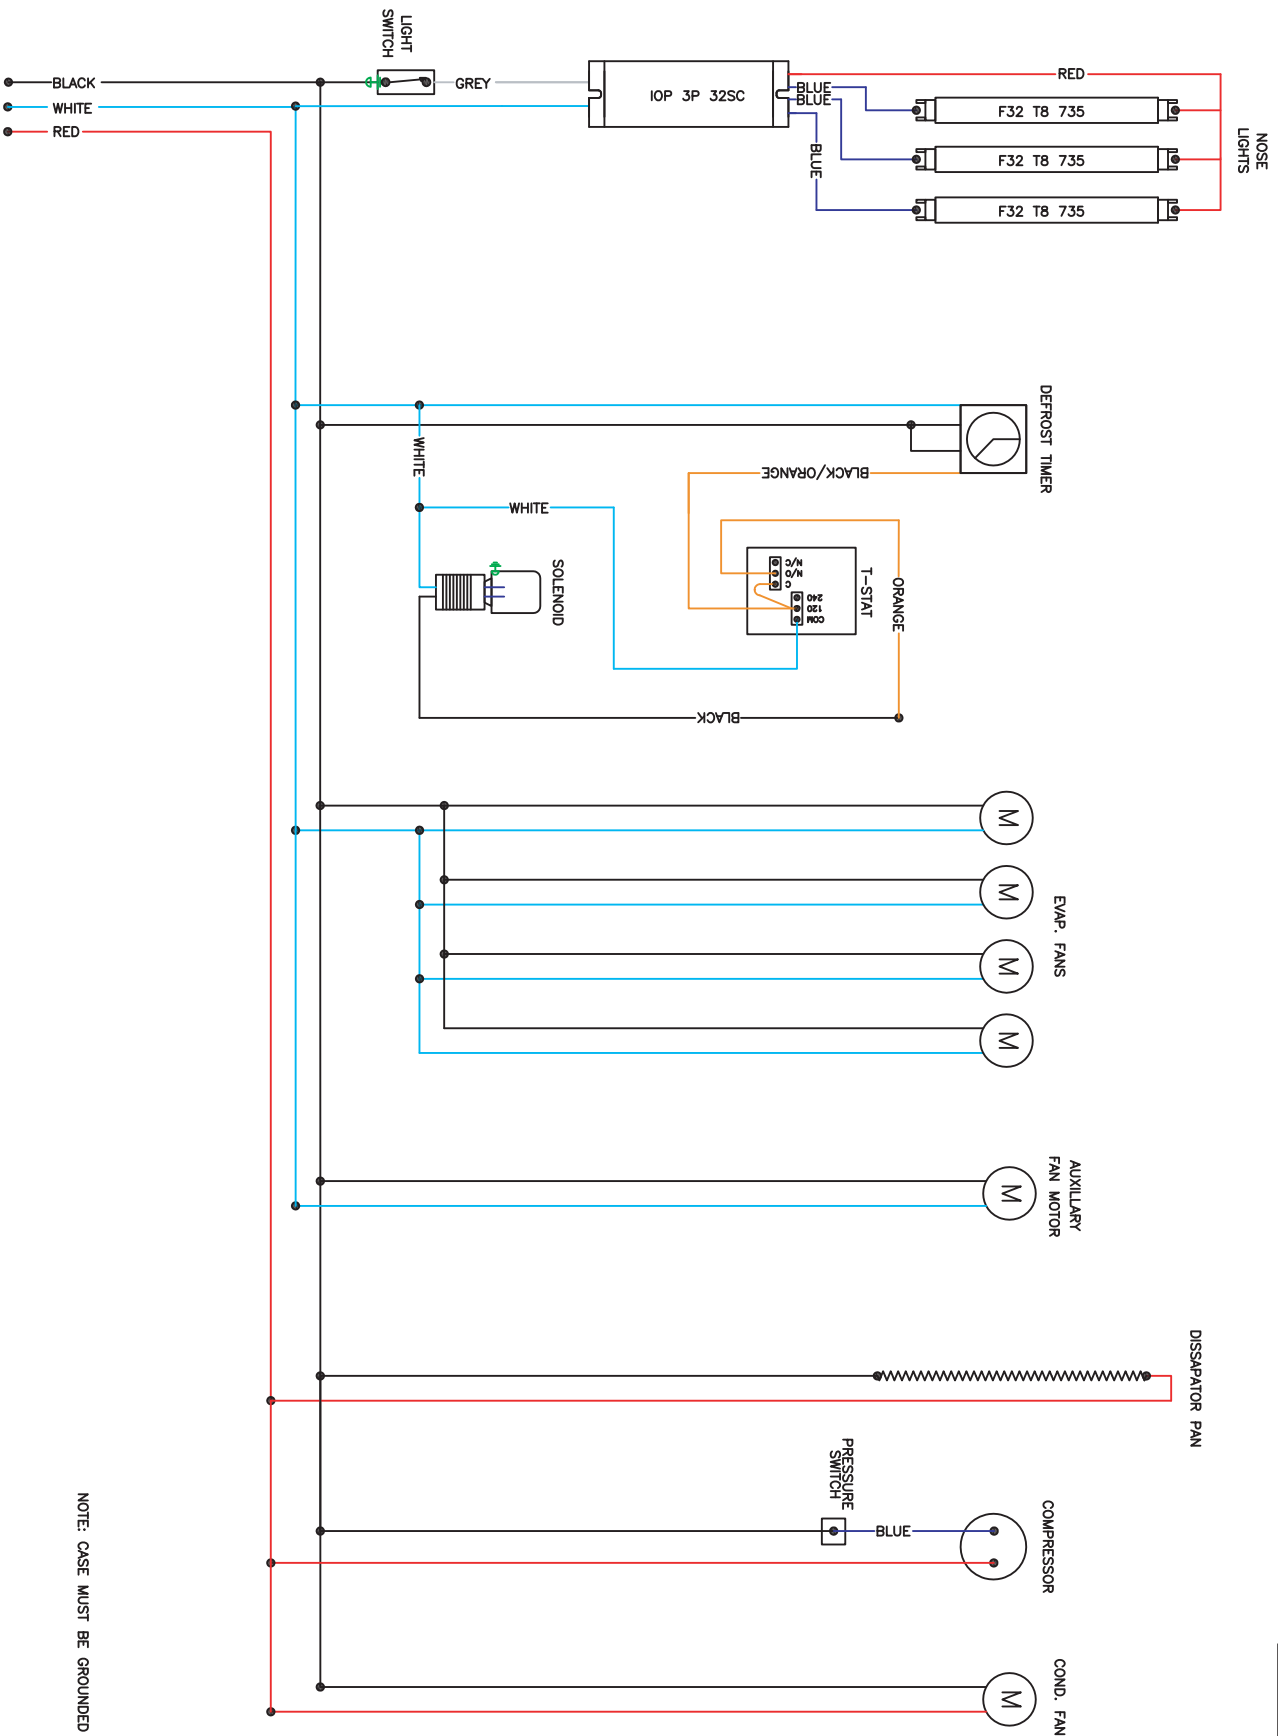 LIGHT
SWITCH
BLACK
WHITE
RED
GREY
IOP 3P 32SC
RED
BLUE
BLUE
BLUE
F32 T8 735
F32 T8 735
F32 T8 735
NOSE
LIGHTS
DEFROST TIMER
WHITE
BLACK/ORANGE
WHITE
SOLENOID
N/C
N/O
C
240
120
COM
T-STAT
ORANGE
BLACK
M
M
M
M
EVAP. FANS
M
AUXILLARY
FAN MOTOR
DISSAPATOR PAN
PRESSURE
SWITCH
BLUE
COMPRESSOR
M
COND. FAN
NOTE: CASE MUST BE GROUNDED